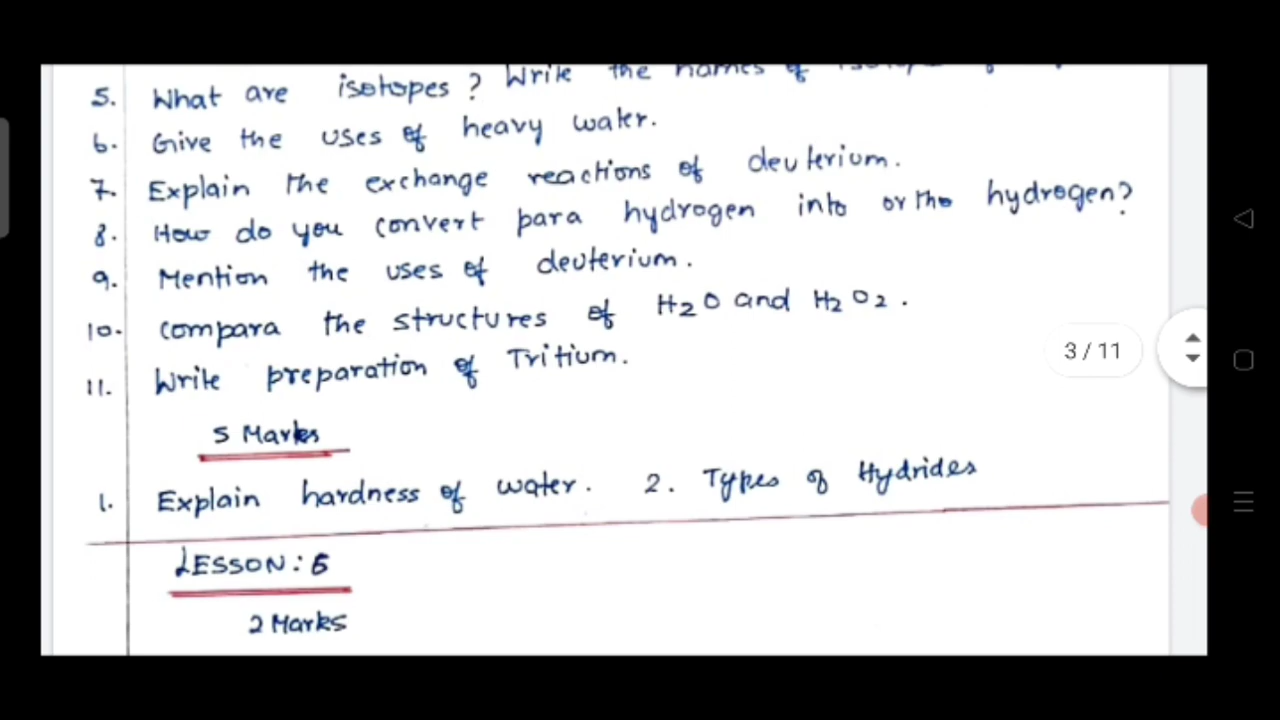 5. What are isotopes ? Write the names of
6. Give the uses of heavy water.
7. Explain the exchange reactions of deuterium.
8. How do you convert para hydrogen into ortho hydrogen?
9. Mention the uses of deuterium.
10. compara the structures of H2O and H2O2.
3 / 11
11. Write preparation of Tritium.
5 Marks
1. Explain hardness of water. 2. Types of Hydrides
LESSON: 5
2 Marks